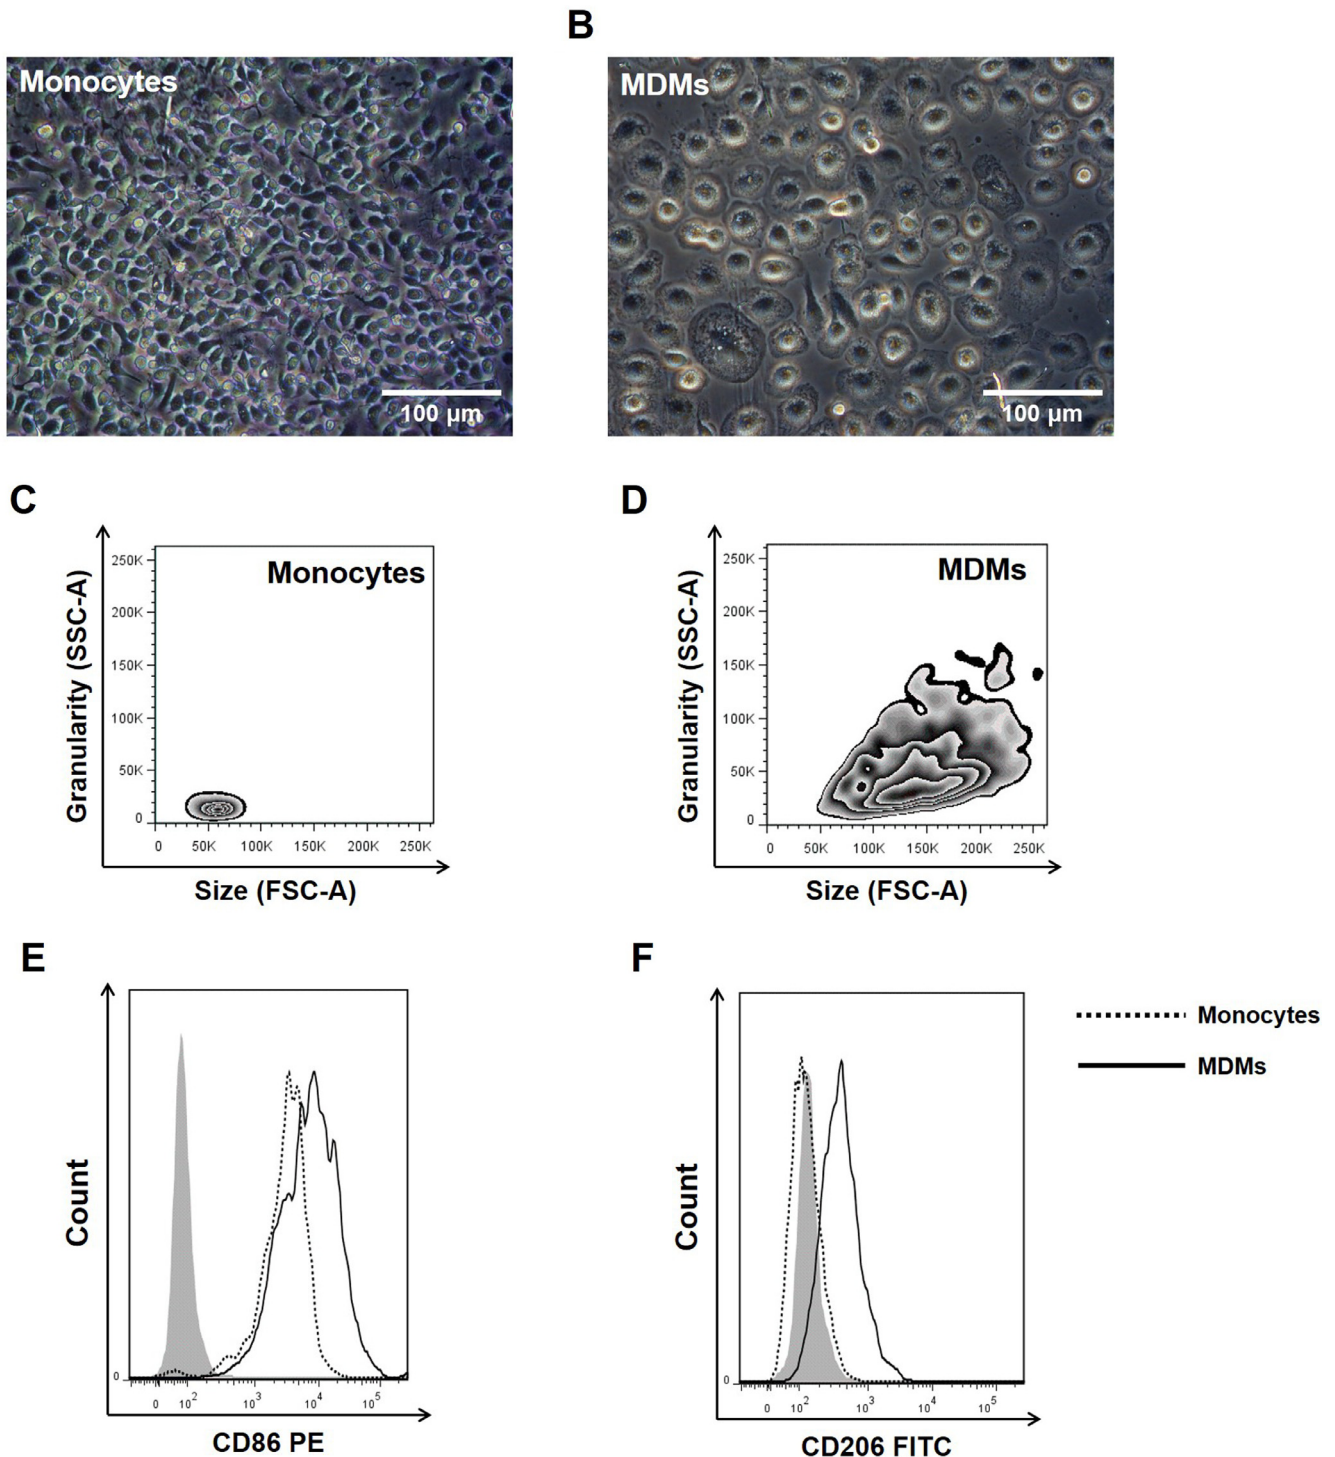 B
Monocytes
100 µm
MDMs
100 µm
C
Granularity (SSC-A)
250K
200K
150K
100K
50K
0
Monocytes
0 50K 100K 150K 200K 250K
Size (FSC-A)
D
Granularity (SSC-A)
250K
200K
150K
100K
50K
0
MDMs
0 50K 100K 150K 200K 250K
Size (FSC-A)
E
Count
0
0 10² 10³ 10⁴ 10⁵
CD86 PE
F
Count
0
0 10² 10³ 10⁴ 10⁵
CD206 FITC
Monocytes
MDMs